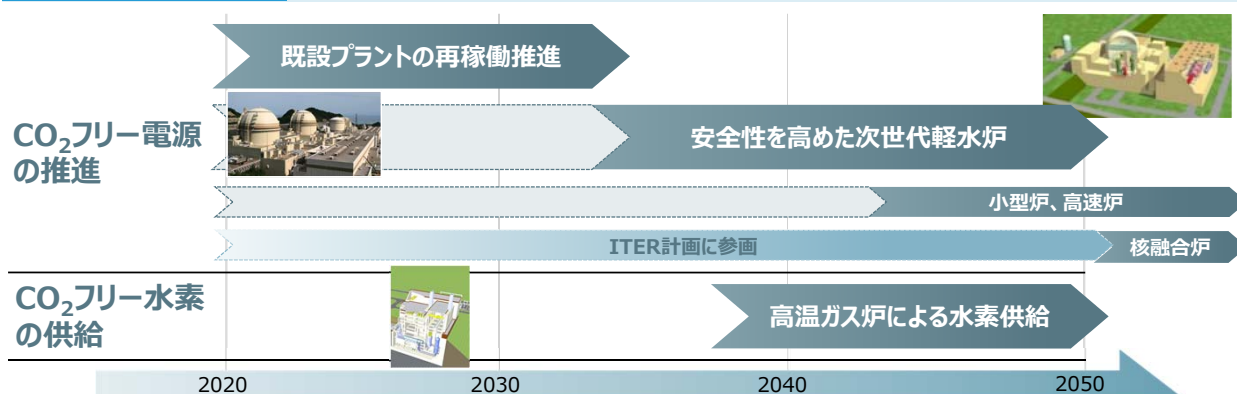 既設プラントの再稼働推進
CO₂フリー電源
の推進
安全性を高めた次世代軽水炉
小型炉、高速炉
ITER計画に参画
核融合炉
CO₂フリー水素
の供給
高温ガス炉による水素供給
2020
2030
2040
2050